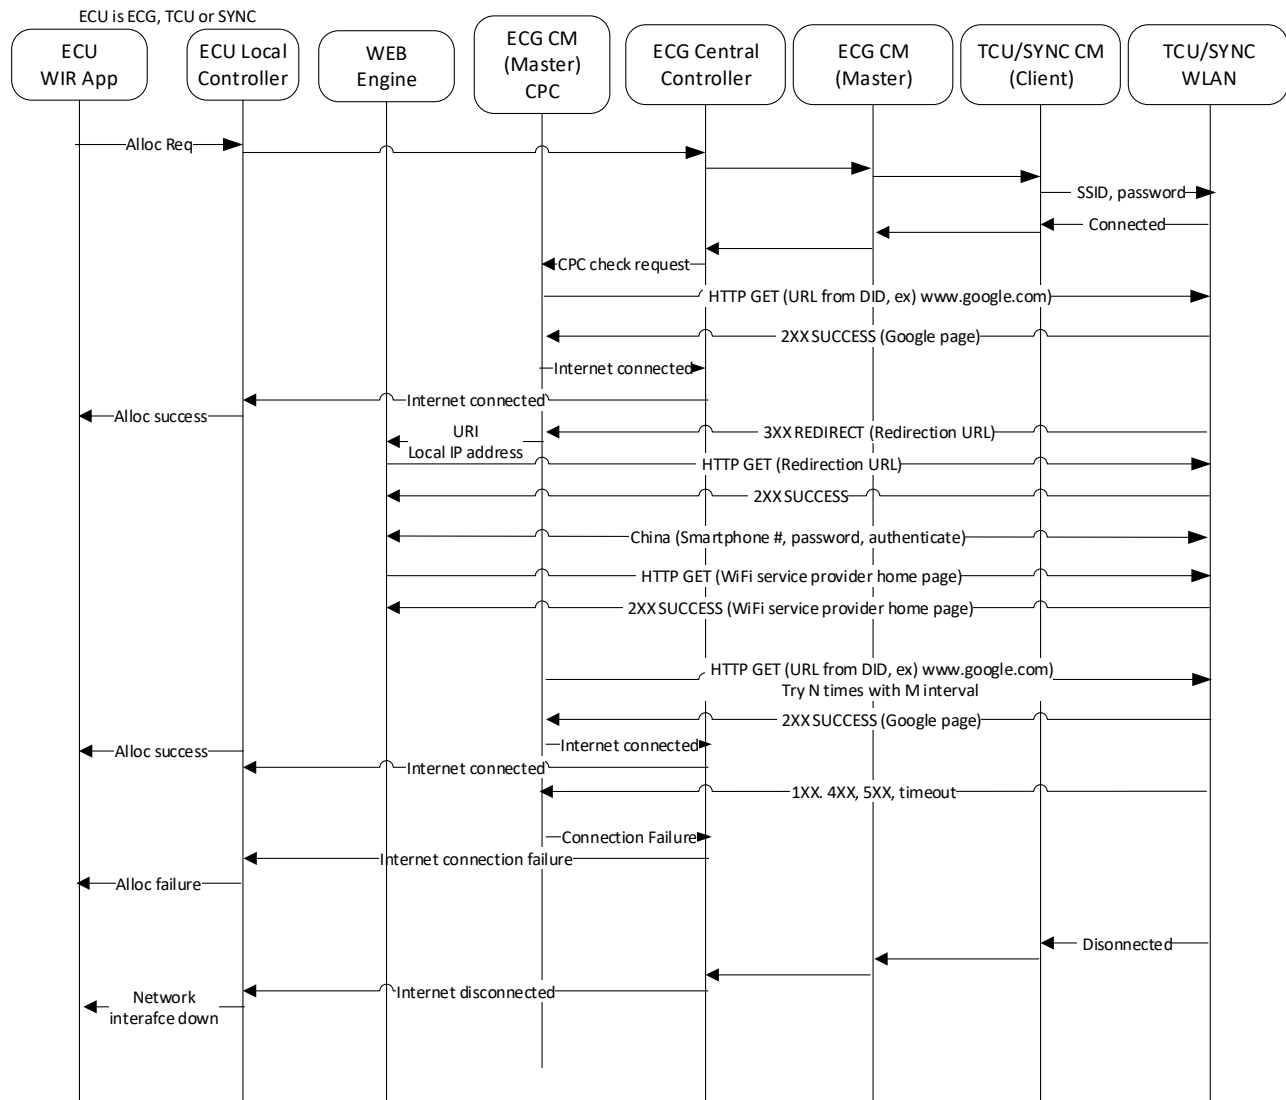 ECU is ECG, TCU or SYNC
ECU
WIR App
ECU Local
Controller
WEB
Engine
ECG CM
(Master)
CPC
ECG Central
Controller
ECG CM
(Master)
TCU/SYNC CM
(Client)
TCU/SYNC
WLAN
Alloc Req
SSID, password
Connected
CPC check request
HTTP GET (URL from DID, ex) www.google.com)
2XX SUCCESS (Google page)
Internet connected
Internet connected
Alloc success
3XX REDIRECT (Redirection URL)
URI
Local IP address
HTTP GET (Redirection URL)
2XX SUCCESS
China (Smartphone #, password, authenticate)
HTTP GET (WiFi service provider home page)
2XX SUCCESS (WiFi service provider home page)
HTTP GET (URL from DID, ex) www.google.com)
Try N times with M interval
2XX SUCCESS (Google page)
Internet connected
Alloc success
Internet connected
1XX. 4XX, 5XX, timeout
Connection Failure
Internet connection failure
Alloc failure
Disonnected
Internet disconnected
Network
interafce down